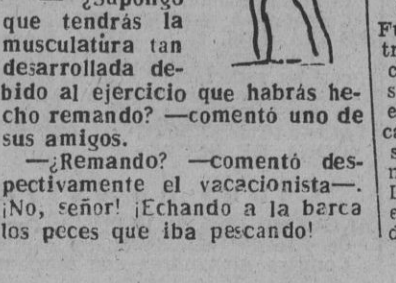 — ¿Supongo
que tendrás la
musculatura tan
desarrollada de-
bido al ejercicio que habrás he-
cho remando? —comentó uno de
sus amigos.
—¿Remando? —comentó des-
pectivamente el vacacionista—.
¡No, señor! ¡Echando a la barca
los peces que iba pescando!